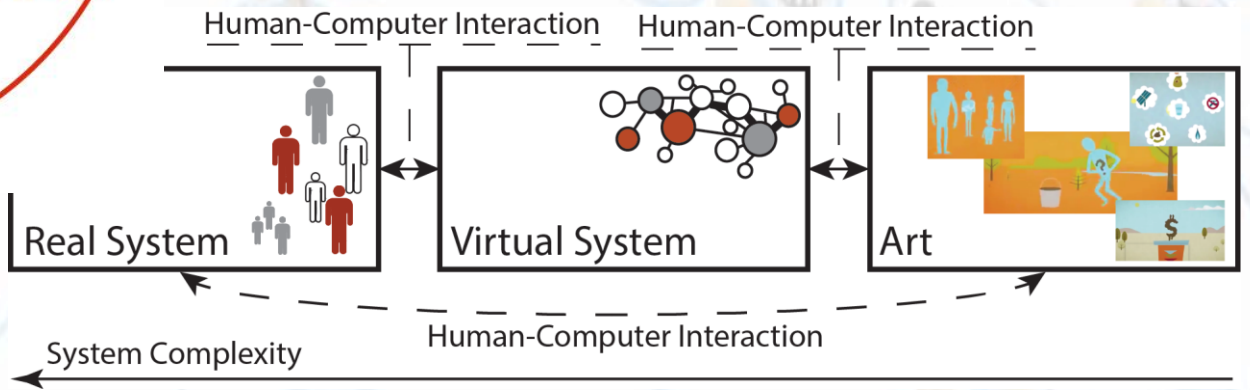 Human-Computer Interaction
Human-Computer Interaction
Real System
Virtual System
Art
$
Human-Computer Interaction
System Complexity